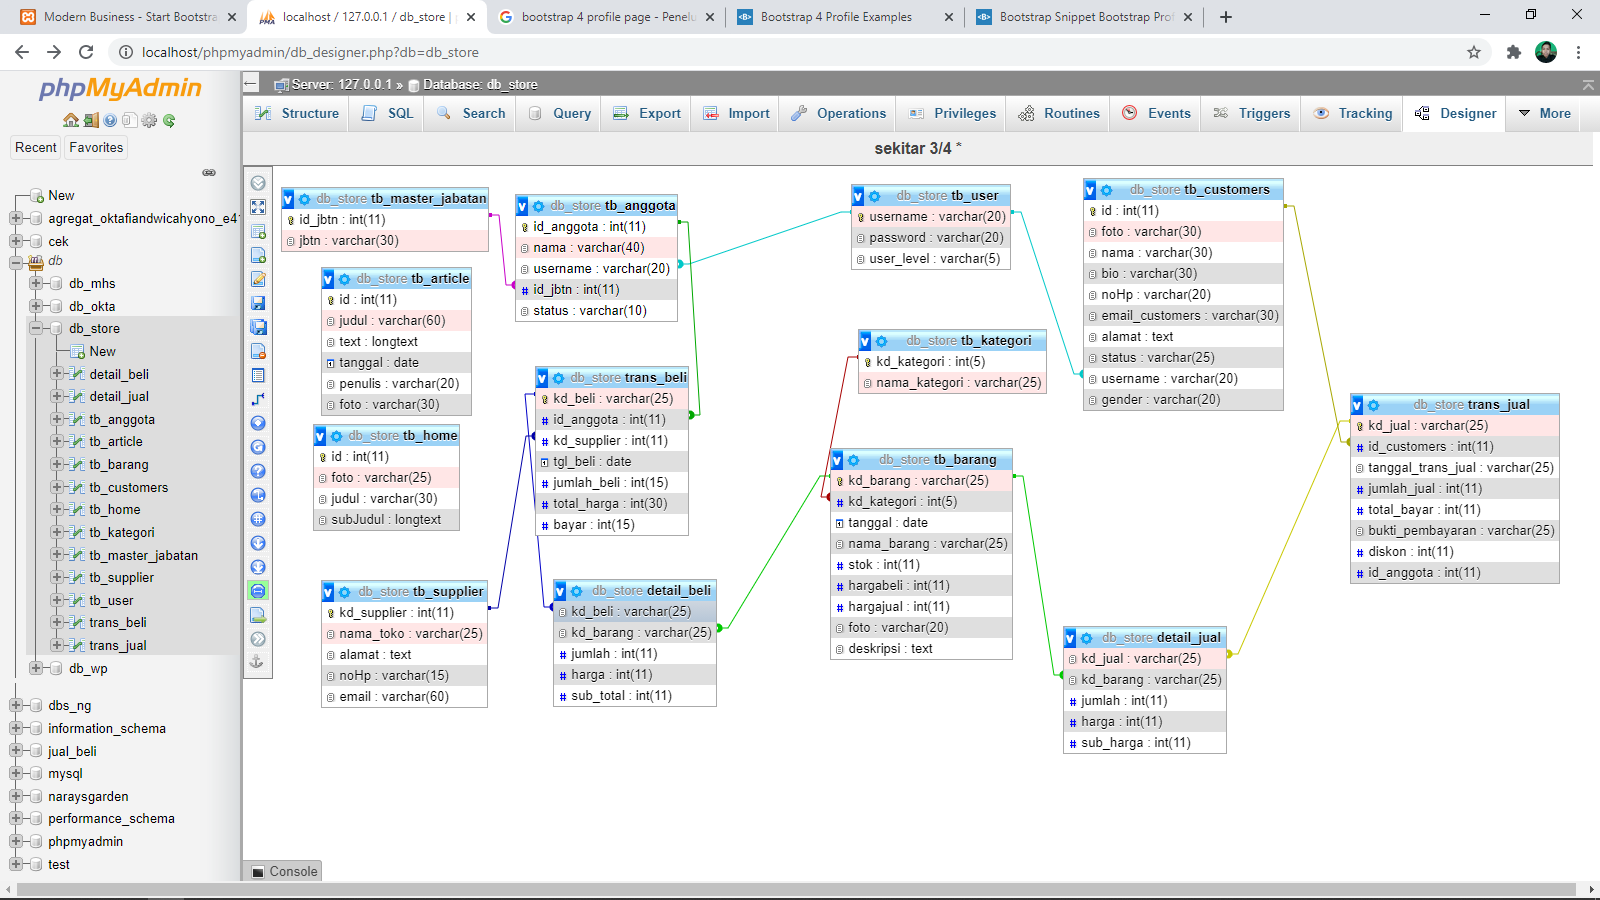 Modern Business - Start Bootstra
localhost / 127.0.0.1 / db_store | p
bootstrap 4 profile page - Penelu
Bootstrap 4 Profile Examples
Bootstrap Snippet Bootstrap Prof
localhost/phpmyadmin/db_designer.php?db=db_store
phpMyAdmin
Recent
Favorites
New
agregat_oktafiandwicahyono_e41
cek
db
db_mhs
db_okta
db_store
New
detail_beli
detail_jual
tb_anggota
tb_article
tb_barang
tb_customers
tb_home
tb_kategori
tb_master_jabatan
tb_supplier
tb_user
trans_beli
trans_jual
db_wp
dbs_ng
information_schema
jual_beli
mysql
naraysgarden
performance_schema
phpmyadmin
test
Server: 127.0.0.1 » Database: db_store
Structure
SQL
Search
Query
Export
Import
Operations
Privileges
Routines
Events
Triggers
Tracking
Designer
More
sekitar 3/4 *
db_store tb_master_jabatan
id_jbtn : int(11)
jbtn : varchar(30)
db_store tb_article
id : int(11)
judul : varchar(60)
text : longtext
tanggal : date
penulis : varchar(20)
foto : varchar(30)
db_store tb_home
id : int(11)
foto : varchar(25)
judul : varchar(30)
subJudul : longtext
db_store tb_supplier
kd_supplier : int(11)
nama_toko : varchar(25)
alamat : text
noHp : varchar(15)
email : varchar(60)
db_store tb_anggota
id_anggota : int(11)
nama : varchar(40)
username : varchar(20)
# id_jbtn : int(11)
status : varchar(10)
db_store trans_beli
kd_beli : varchar(25)
# id_anggota : int(11)
# kd_supplier : int(11)
tgl_beli : date
# jumlah_beli : int(15)
# total_harga : int(30)
# bayar : int(15)
db_store detail_beli
kd_beli : varchar(25)
kd_barang : varchar(25)
# jumlah : int(11)
# harga : int(11)
# sub_total : int(11)
db_store tb_user
username : varchar(20)
password : varchar(20)
user_level : varchar(5)
db_store tb_kategori
kd_kategori : int(5)
nama_kategori : varchar(25)
db_store tb_barang
kd_barang : varchar(25)
# kd_kategori : int(5)
tanggal : date
nama_barang : varchar(25)
# stok : int(11)
# hargabeli : int(11)
# hargajual : int(11)
foto : varchar(20)
deskripsi : text
db_store tb_customers
id : int(11)
foto : varchar(30)
nama : varchar(30)
bio : varchar(30)
noHp : varchar(20)
email_customers : varchar(30)
alamat : text
status : varchar(25)
username : varchar(20)
gender : varchar(20)
db_store detail_jual
kd_jual : varchar(25)
kd_barang : varchar(25)
# jumlah : int(11)
# harga : int(11)
# sub_harga : int(11)
db_store trans_jual
kd_jual : varchar(25)
# id_customers : int(11)
tanggal_trans_jual : varchar(25)
# jumlah_jual : int(11)
# total_bayar : int(11)
bukti_pembayaran : varchar(25)
# diskon : int(11)
# id_anggota : int(11)
Console